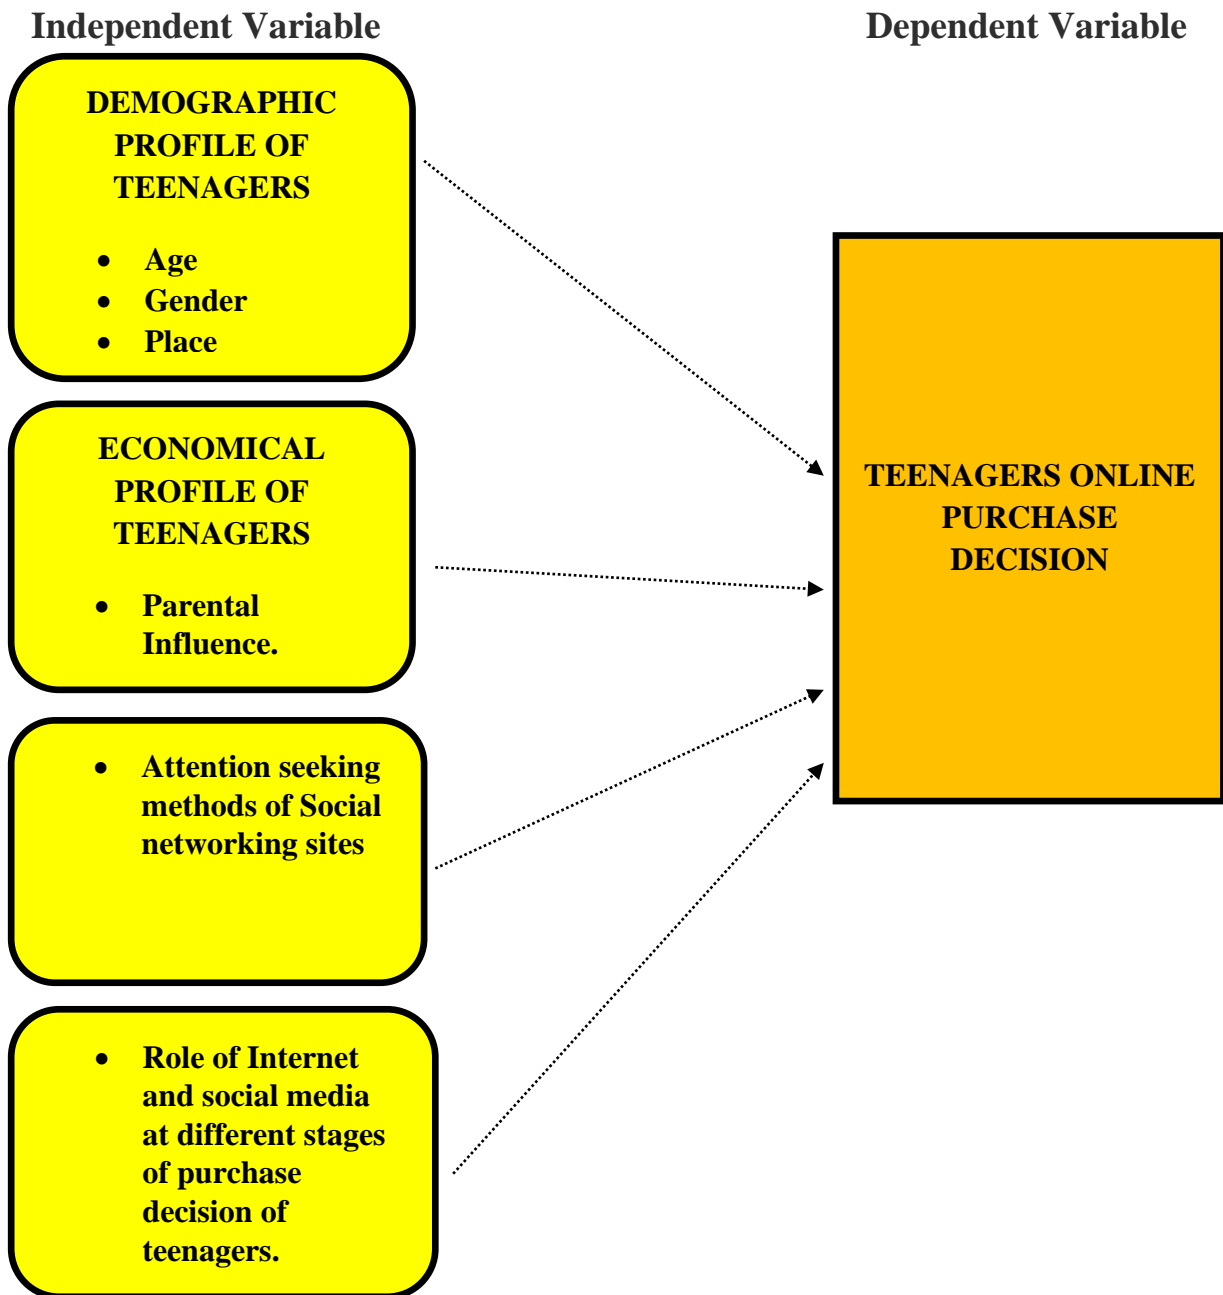 Independent Variable
Dependent Variable
DEMOGRAPHIC
PROFILE OF
TEENAGERS
• Age
• Gender
• Place
ECONOMICAL
PROFILE OF
TEENAGERS
• Parental
Influence.
• Attention seeking
methods of Social
networking sites
• Role of Internet
and social media
at different stages
of purchase
decision of
teenagers.
TEENAGERS ONLINE
PURCHASE
DECISION